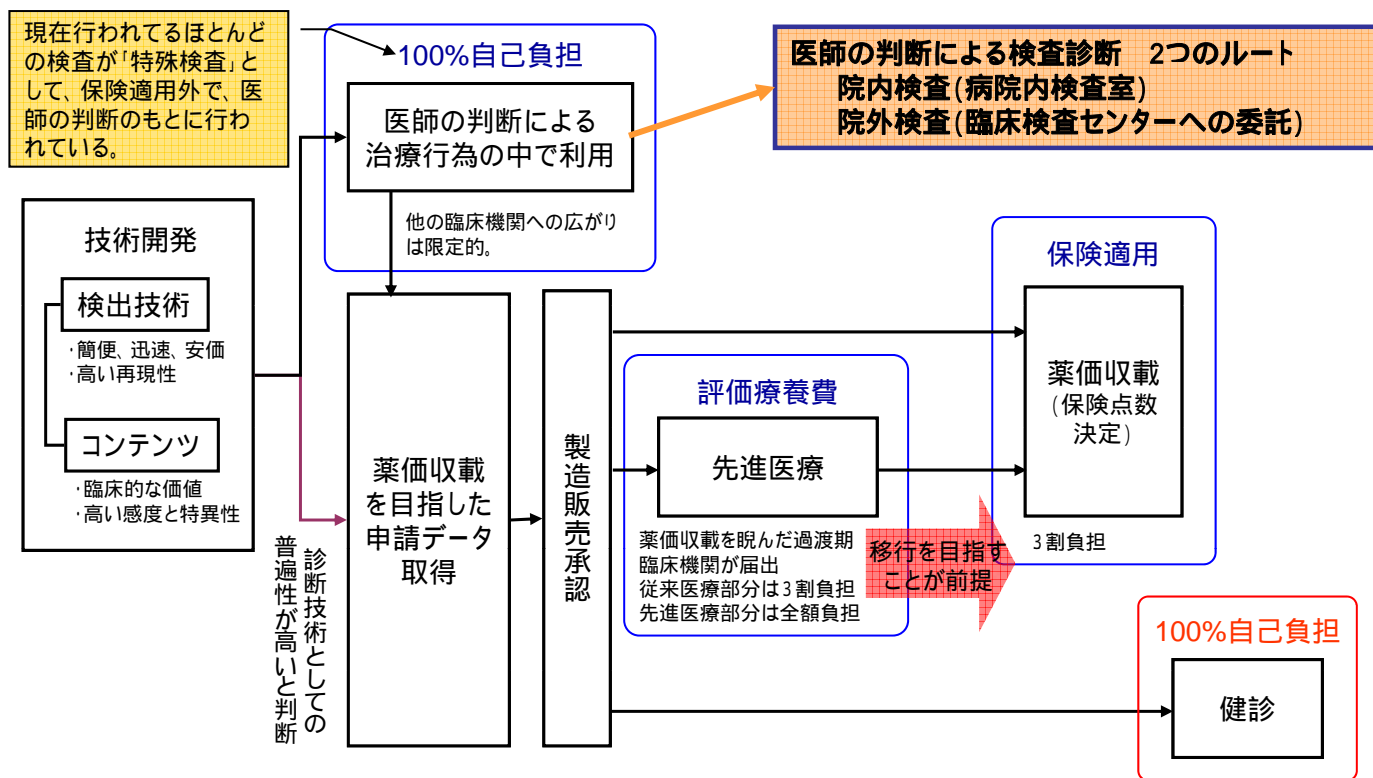 現在行われてるほとんど
の検査が「特殊検査」と
して、保険適用外で、医
師の判断のもとに行わ
れている。
100%自己負担
医師の判断による
治療行為の中で利用
他の臨床機関への広がり
は限定的。
医師の判断による検査診断　2つのルート
院内検査(病院内検査室)
院外検査(臨床検査センターへの委託)
技術開発
検出技術
・簡便、迅速、安価
・高い再現性
コンテンツ
・臨床的な価値
・高い感度と特異性
診断技術としての
普遍性が高いと判断
薬価収載
を目指した
申請データ
取得
製造販売承認
評価療養費
先進医療
薬価収載を睨んだ過渡期
臨床機関が届出
従来医療部分は3割負担
先進医療部分は全額負担
移行を目指す
ことが前提
保険適用
薬価収載
(保険点数
決定)
3割負担
100%自己負担
健診